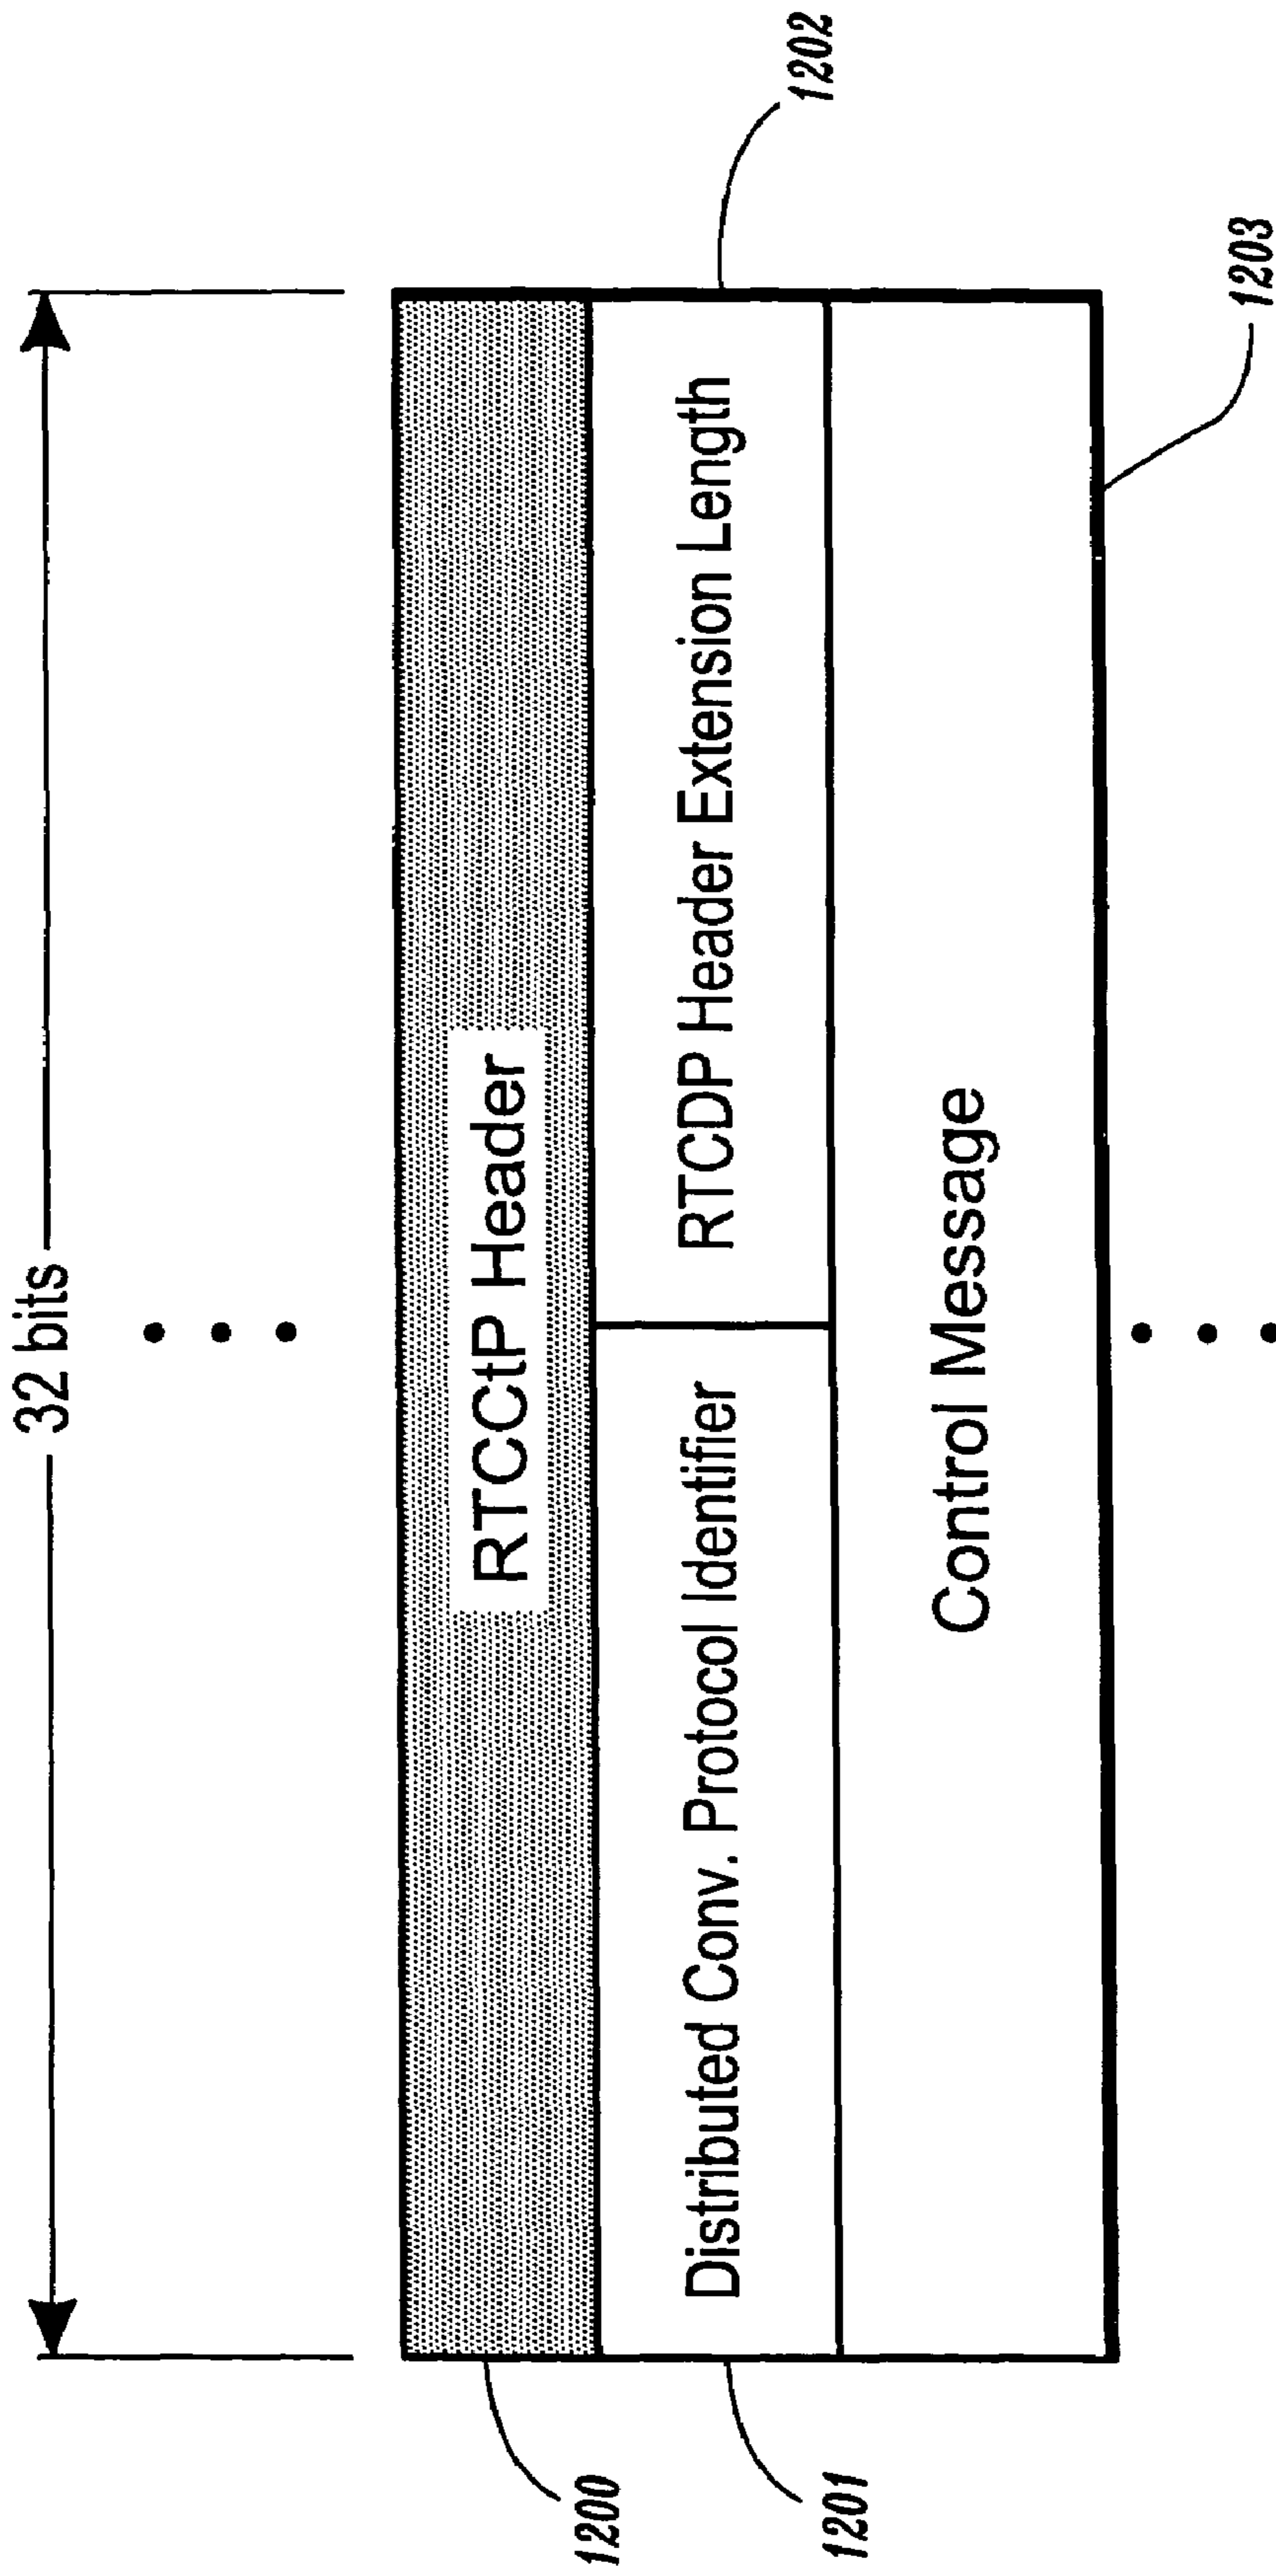 32 bits
RTCCtP Header
1200
Distributed Conv. Protocol Identifier
RTCDP Header Extension Length
1201
1202
Control Message
1203